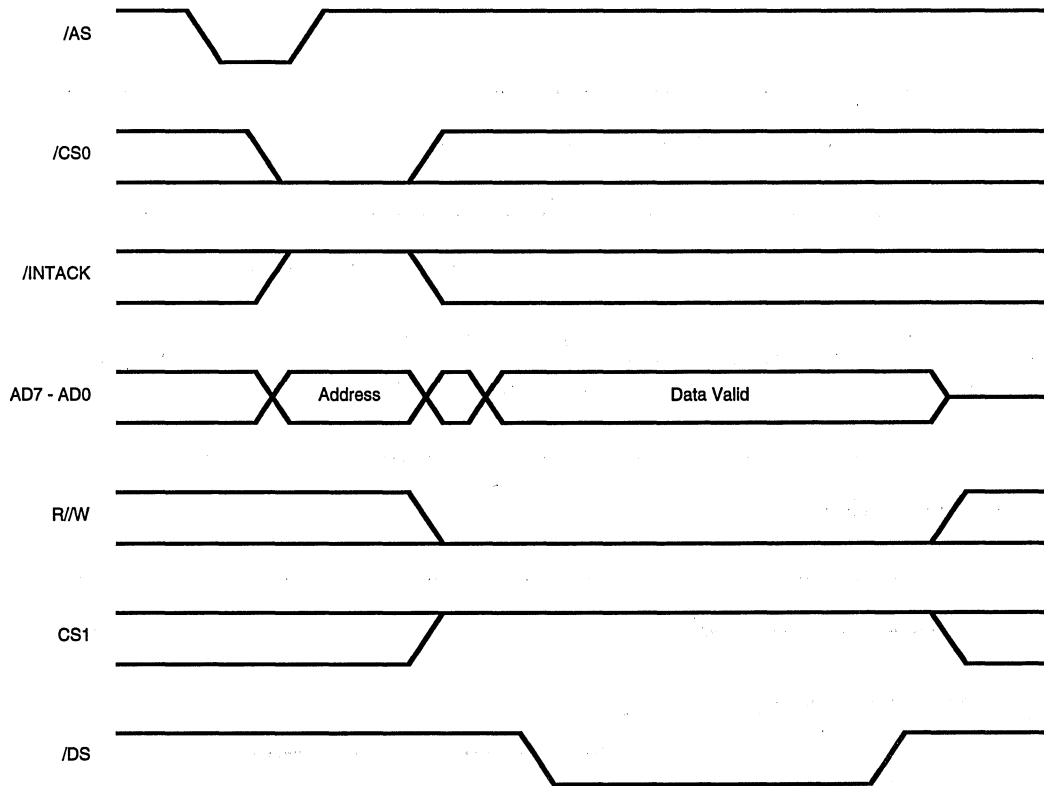 /AS
/CS0
/INTACK
AD7 - AD0
Address
Data Valid
R//W
CS1
/DS